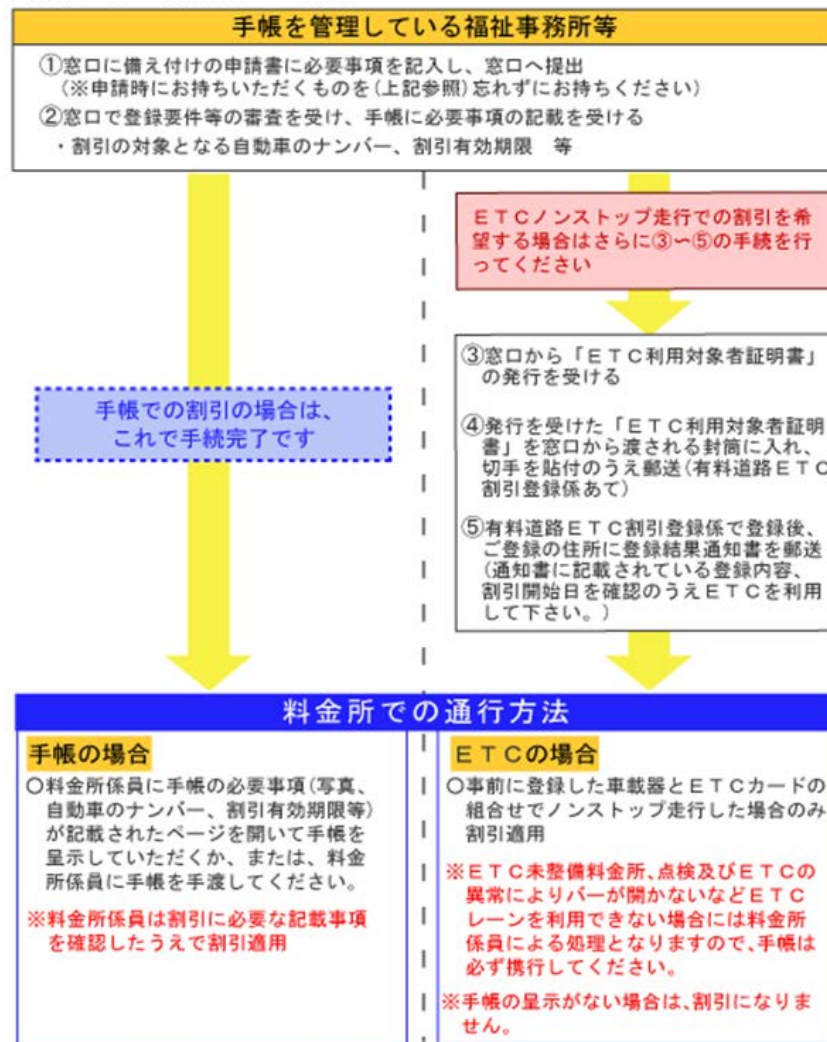 手帳を管理している福祉事務所等
①窓口に備え付けの申請書に必要事項を記入し、窓口へ提出
(※申請時にお持ちいただくものを(上記参照)忘れずにお持ちください)
②窓口で登録要件等の審査を受け、手帳に必要事項の記載を受ける
・割引の対象となる自動車のナンバー、割引有効期限　等
ＥＴＣノンストップ走行での割引を希
望する場合はさらに③～⑤の手続を行
ってください
手帳での割引の場合は、
これで手続完了です
③窓口から「ＥＴＣ利用対象者証明書」
の発行を受ける
④発行を受けた「ＥＴＣ利用対象者証明
書」を窓口から渡される封筒に入れ、
切手を貼付のうえ郵送(有料道路ＥＴＣ
割引登録係あて)
⑤有料道路ＥＴＣ割引登録係で登録後、
ご登録の住所に登録結果通知書を郵送
(通知書に記載されている登録内容、
割引開始日を確認のうえＥＴＣを利用
して下さい。)
料金所での通行方法
手帳の場合
○料金所係員に手帳の必要事項(写真、
自動車のナンバー、割引有効期限等)
が記載されたページを開いて手帳を
呈示していただくか、または、料金
所係員に手帳を手渡してください。
※料金所係員は割引に必要な記載事項
を確認したうえで割引適用
ＥＴＣの場合
○事前に登録した車載器とＥＴＣカードの
組合せでノンストップ走行した場合のみ
割引適用
※ＥＴＣ未整備料金所、点検及びＥＴＣの
異常によりバーが開かないなどＥＴＣ
レーンを利用できない場合には料金所
係員による処理となりますので、手帳は
必ず携行してください。
※手帳の呈示がない場合は、割引になりま
せん。